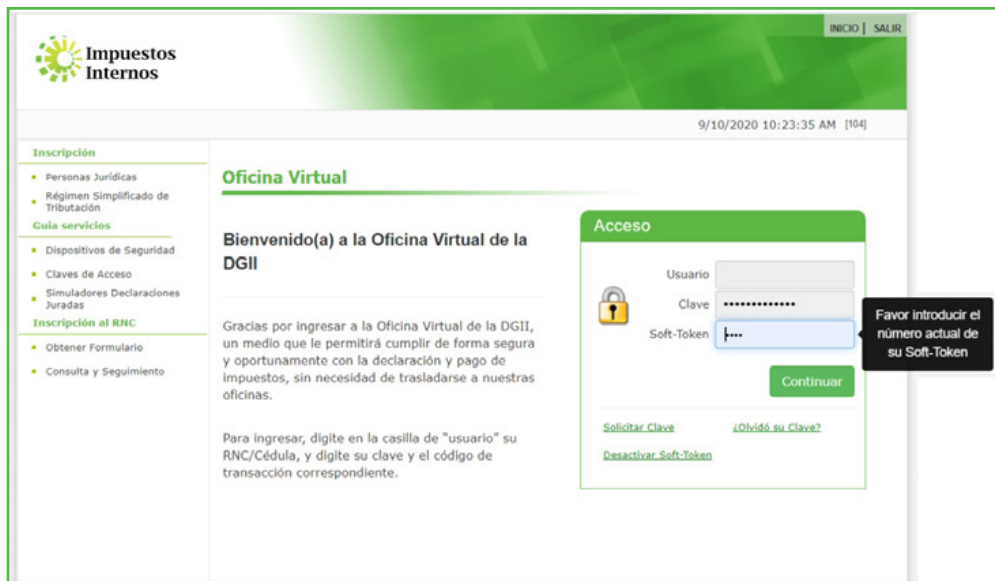 INICIO | SALIR
Impuestos
Internos
9/10/2020 10:23:35 AM [104]
Inscripción
Personas Jurídicas
Régimen Simplificado de
Tributación
Guia servicios
Dispositivos de Seguridad
Claves de Acceso
Simuladores Declaraciones
Juradas
Inscripción al RNC
Obtener Formulario
Consulta y Seguimiento
Oficina Virtual
Bienvenido(a) a la Oficina Virtual de la
DGII
Gracias por ingresar a la Oficina Virtual de la DGII,
un medio que le permitirá cumplir de forma segura
y oportunamente con la declaración y pago de
impuestos, sin necesidad de trasladarse a nuestras
oficinas.
Para ingresar, digite en la casilla de "usuario" su
RNC/Cédula, y digite su clave y el código de
transacción correspondiente.
Acceso
Usuario
Clave •••••••••••••
Soft-Token ••••
Favor introducir el
número actual de
su Soft-Token
Continuar
Solicitar Clave ¿Olvidó su Clave?
Desactivar Soft-Token